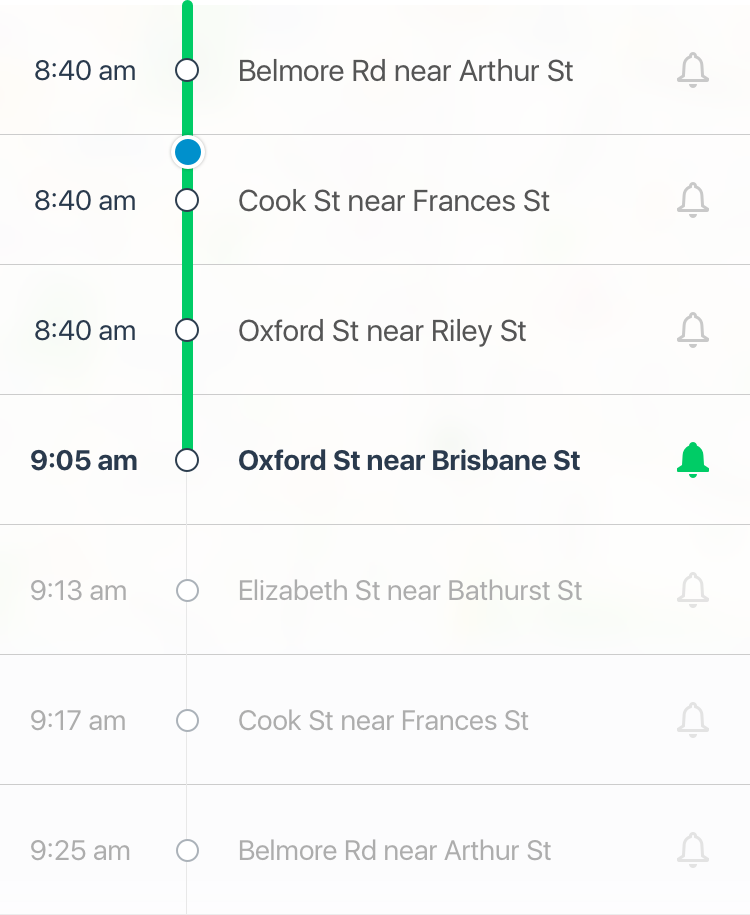 8:40 am Belmore Rd near Arthur St
8:40 am Cook St near Frances St
8:40 am Oxford St near Riley St
9:05 am Oxford St near Brisbane St
9:13 am Elizabeth St near Bathurst St
9:17 am Cook St near Frances St
9:25 am Belmore Rd near Arthur St